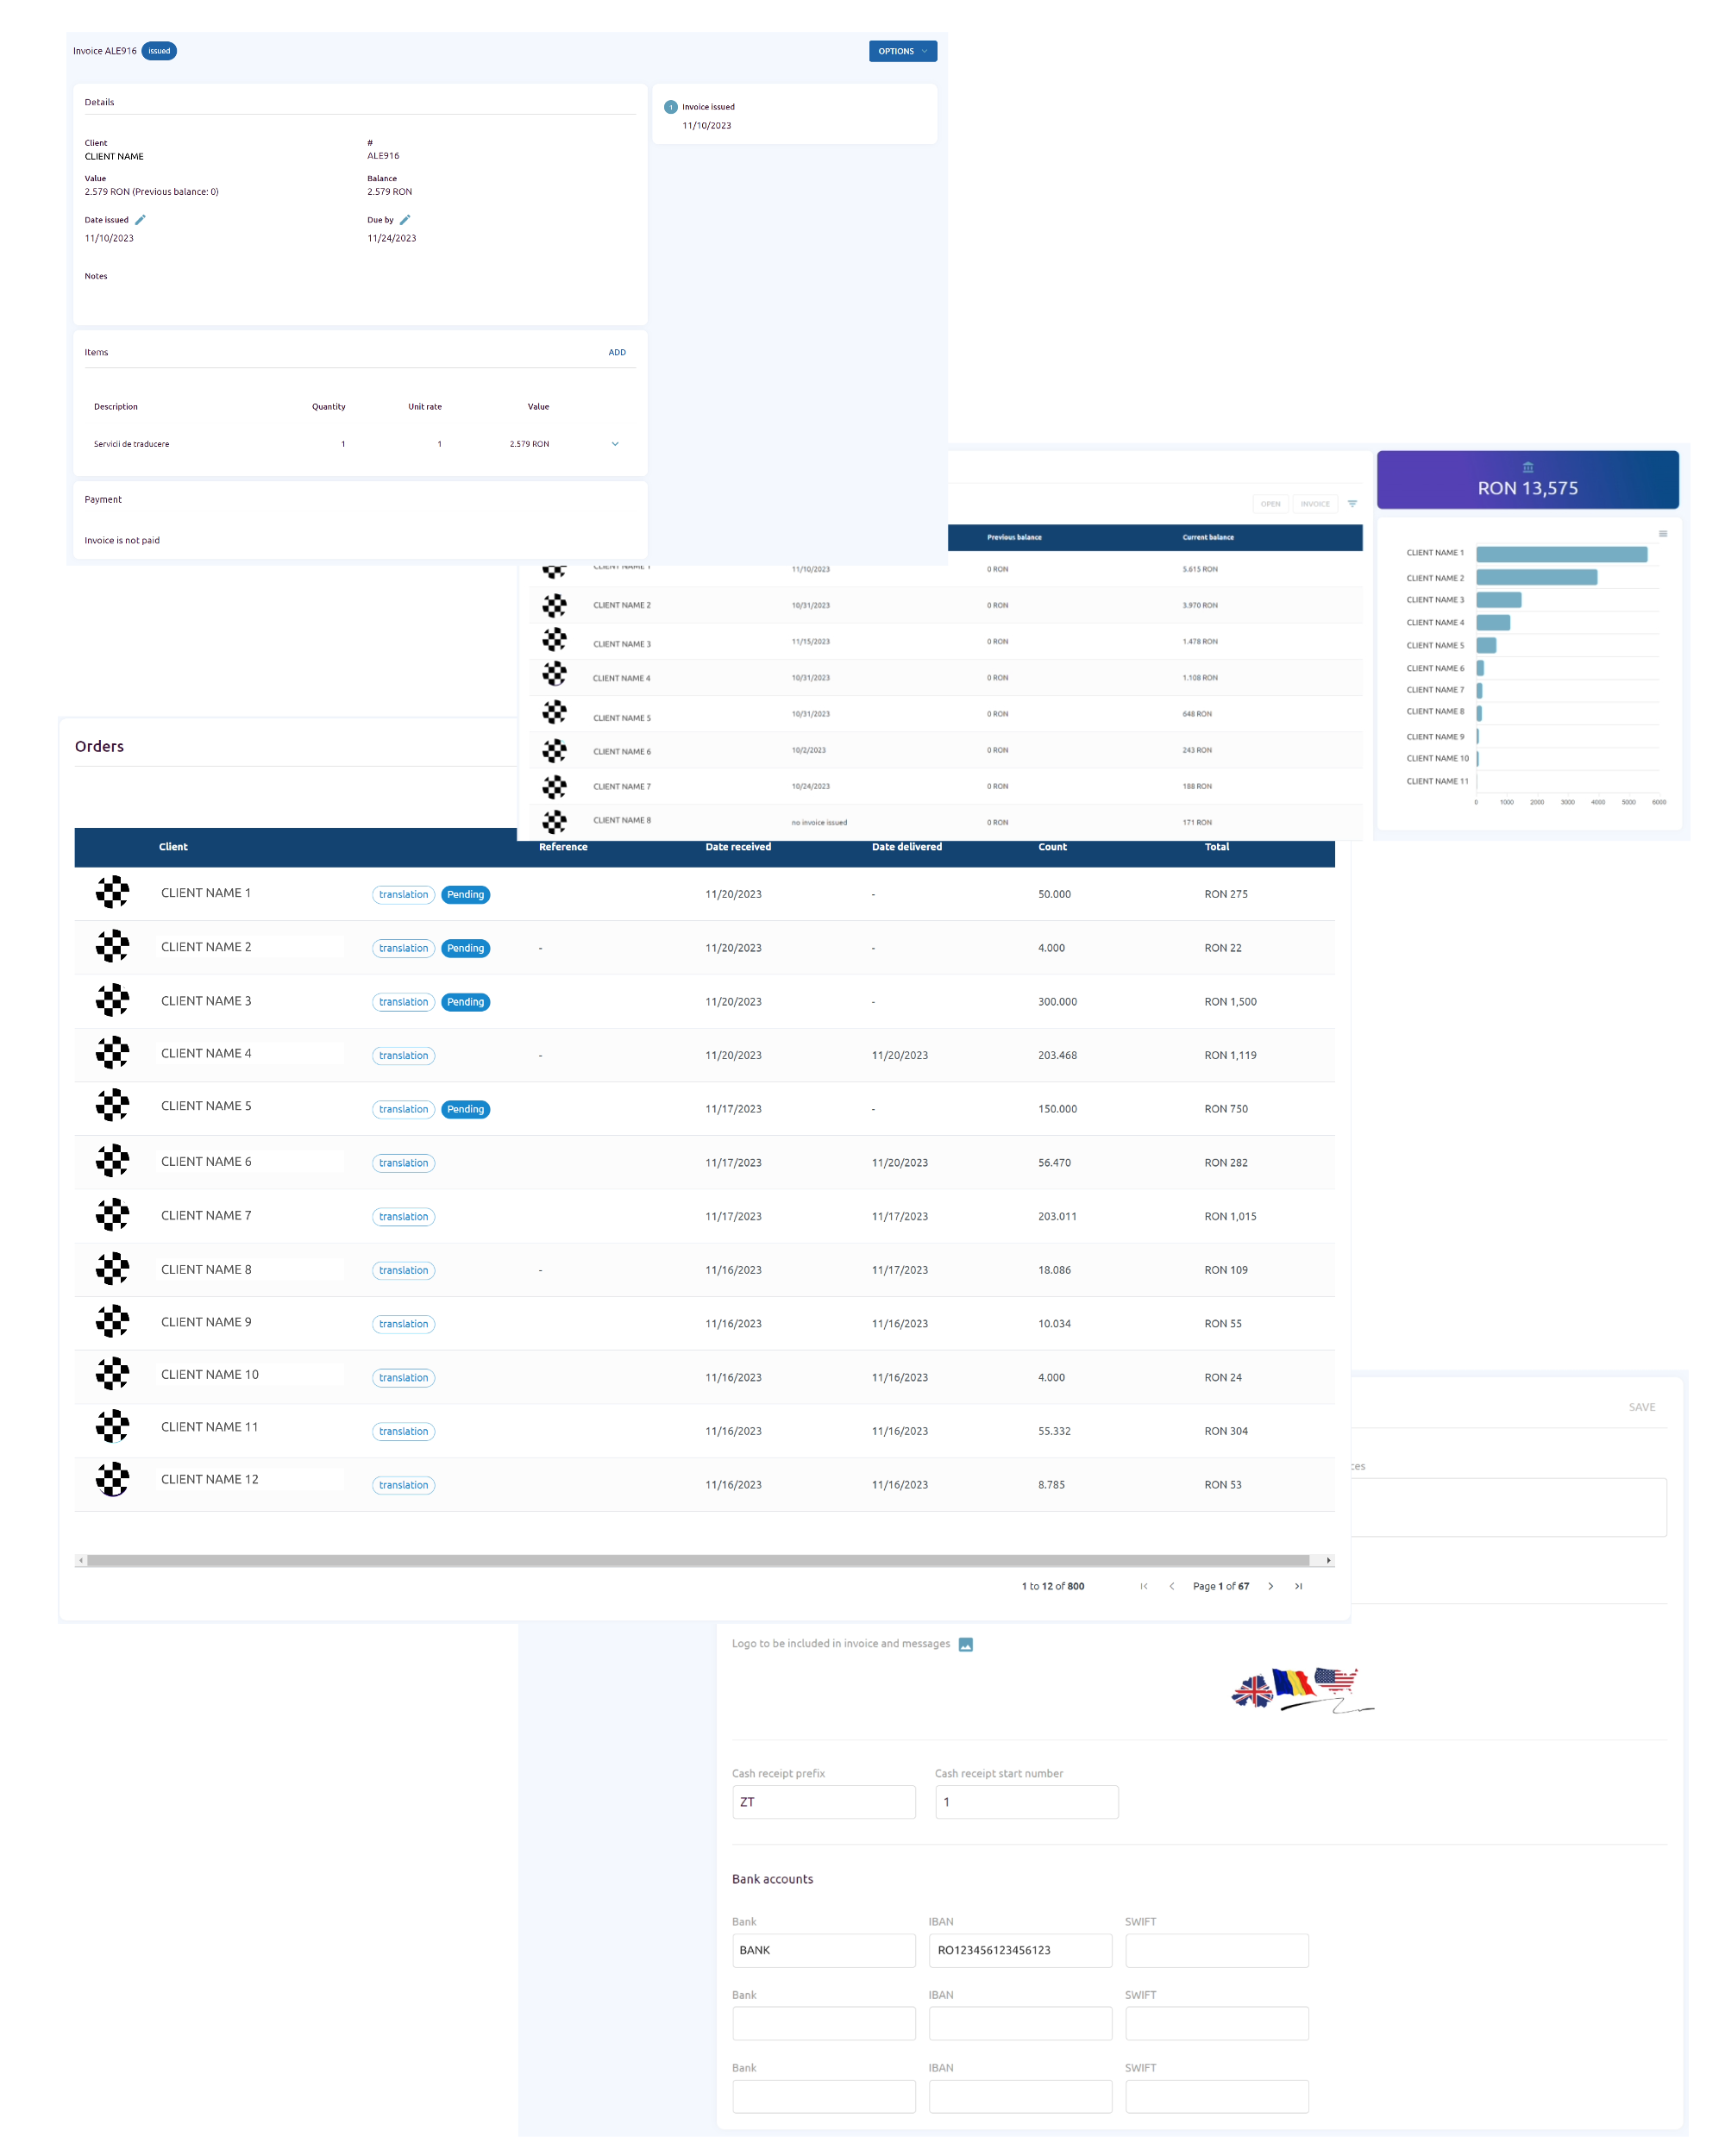 Invoice ALE916 issued
OPTIONS
Details
Client
CLIENT NAME
#
ALE916
Value
2.579 RON (Previous balance: 0)
Balance
2.579 RON
Date issued
11/10/2023
Due by
11/24/2023
Notes
1 Invoice issued
11/10/2023
Items ADD
Description Quantity Unit rate Value
Servicii de traducere 1 1 2.579 RON
Payment
Invoice is not paid
OPEN INVOICE
Previous balance Current balance
CLIENT NAME 1 11/10/2023 0 RON 5.615 RON
CLIENT NAME 2 10/31/2023 0 RON 3.970 RON
CLIENT NAME 3 11/15/2023 0 RON 1.478 RON
CLIENT NAME 4 10/31/2023 0 RON 1.108 RON
CLIENT NAME 5 10/31/2023 0 RON 648 RON
CLIENT NAME 6 10/2/2023 0 RON 243 RON
CLIENT NAME 7 10/24/2023 0 RON 188 RON
CLIENT NAME 8 no invoice issued 0 RON 171 RON
RON 13,575
CLIENT NAME 1
CLIENT NAME 2
CLIENT NAME 3
CLIENT NAME 4
CLIENT NAME 5
CLIENT NAME 6
CLIENT NAME 7
CLIENT NAME 8
CLIENT NAME 9
CLIENT NAME 10
CLIENT NAME 11
0 1000 2000 3000 4000 5000 6000
Orders
Client Reference Date received Date delivered Count Total
CLIENT NAME 1 translation Pending 11/20/2023 - 50.000 RON 275
CLIENT NAME 2 translation Pending - 11/20/2023 - 4.000 RON 22
CLIENT NAME 3 translation Pending 11/20/2023 - 300.000 RON 1,500
CLIENT NAME 4 translation - 11/20/2023 11/20/2023 203.468 RON 1,119
CLIENT NAME 5 translation Pending 11/17/2023 - 150.000 RON 750
CLIENT NAME 6 translation 11/17/2023 11/20/2023 56.470 RON 282
CLIENT NAME 7 translation 11/17/2023 11/17/2023 203.011 RON 1,015
CLIENT NAME 8 translation - 11/16/2023 11/17/2023 18.086 RON 109
CLIENT NAME 9 translation 11/16/2023 11/16/2023 10.034 RON 55
CLIENT NAME 10 translation 11/16/2023 11/16/2023 4.000 RON 24
CLIENT NAME 11 translation 11/16/2023 11/16/2023 55.332 RON 304
CLIENT NAME 12 translation 11/16/2023 11/16/2023 8.785 RON 53
1 to 12 of 800 Page 1 of 67
SAVE
Logo to be included in invoice and messages
Cash receipt prefix Cash receipt start number
ZT 1
Bank accounts
Bank IBAN SWIFT
BANK RO123456123456123
Bank IBAN SWIFT
Bank IBAN SWIFT